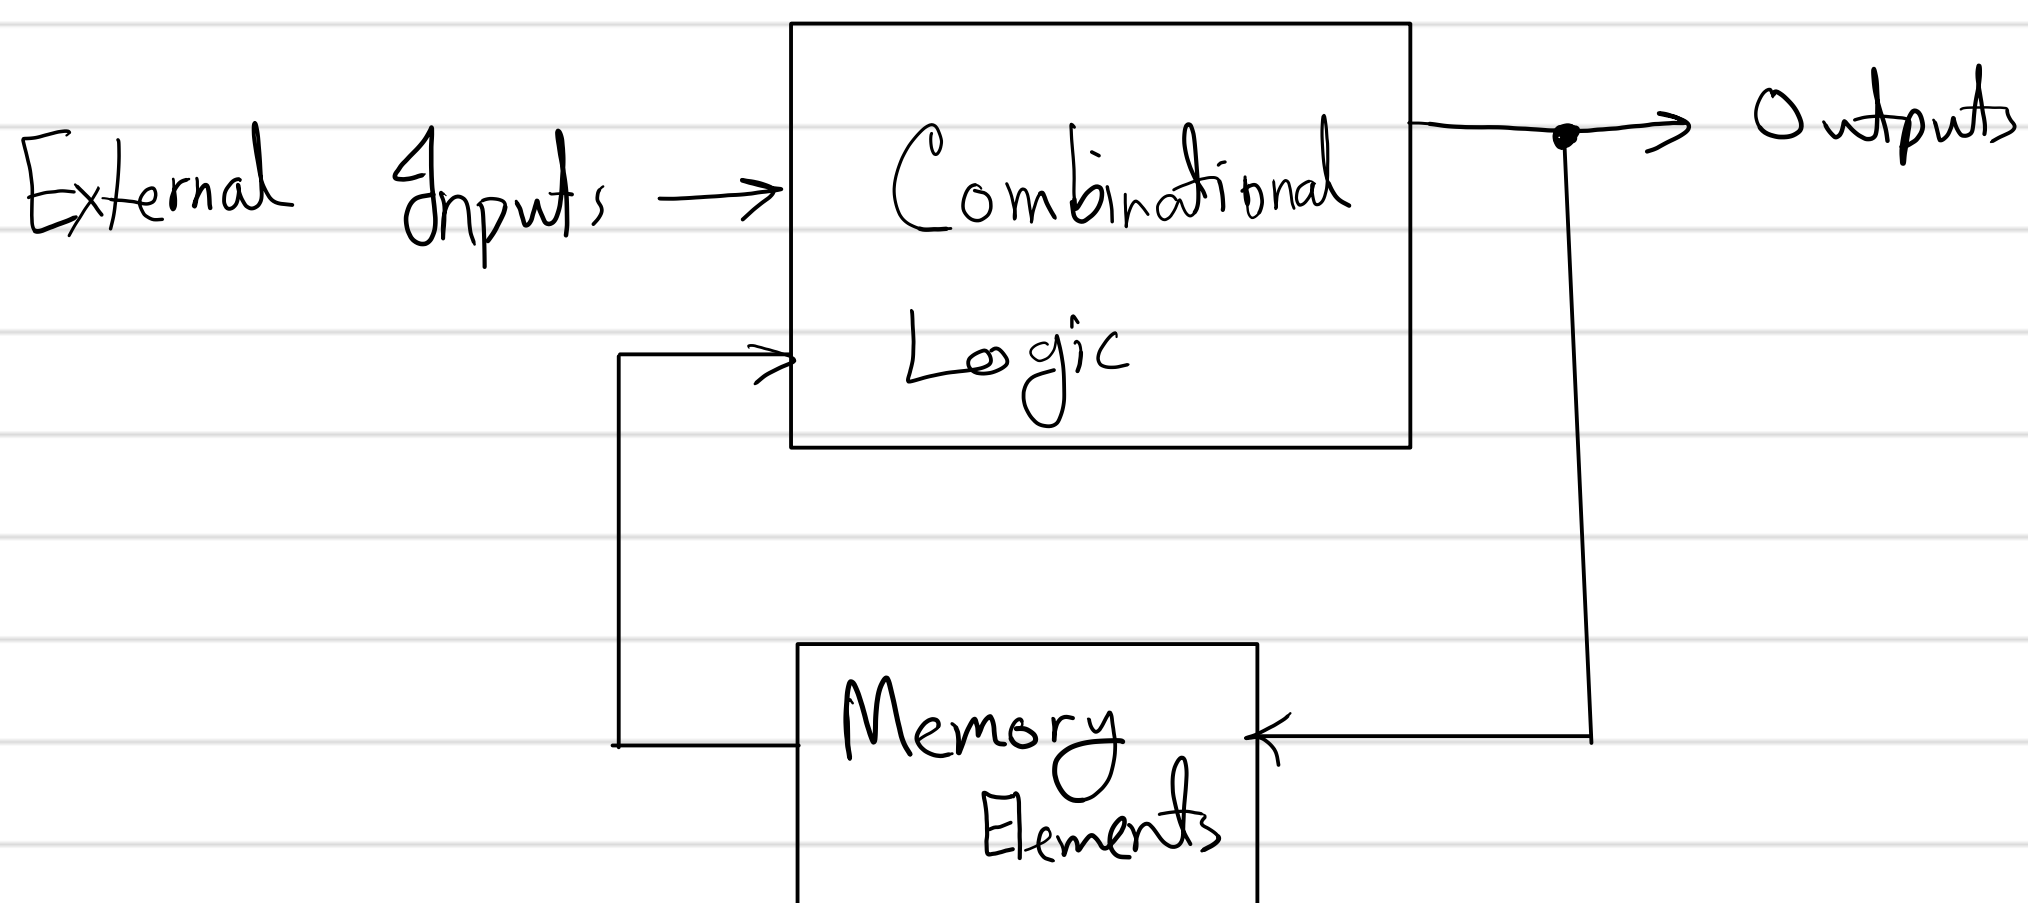 External Inputs
Combinational
Logic
Outputs
Memory
Elements